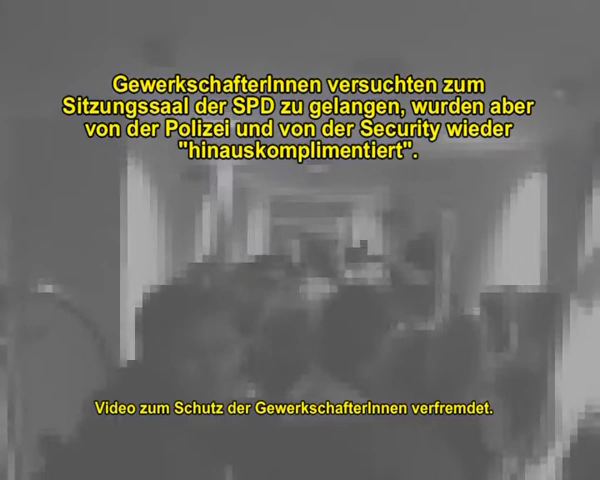 GewerkschafterInnen versuchten zum
Sitzungssaal der SPD zu gelangen, wurden aber
von der Polizei und von der Security wieder
"hinauskomplimentiert".
Video zum Schutz der GewerkschafterInnen verfremdet.